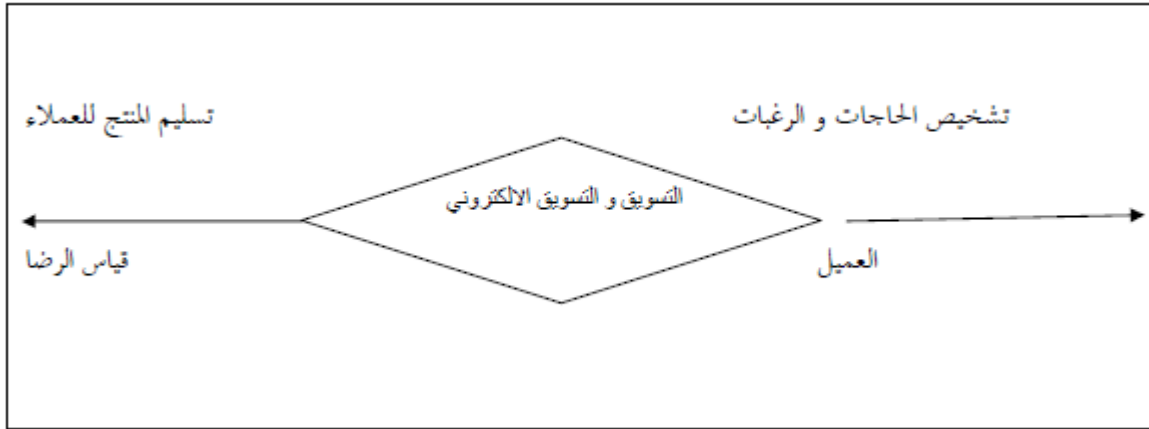 تشخيص الحاجات و الرغبات
تسليم المنتج للعملاء
التسويق و التسويق الالكتروني
العميل
قياس الرضا